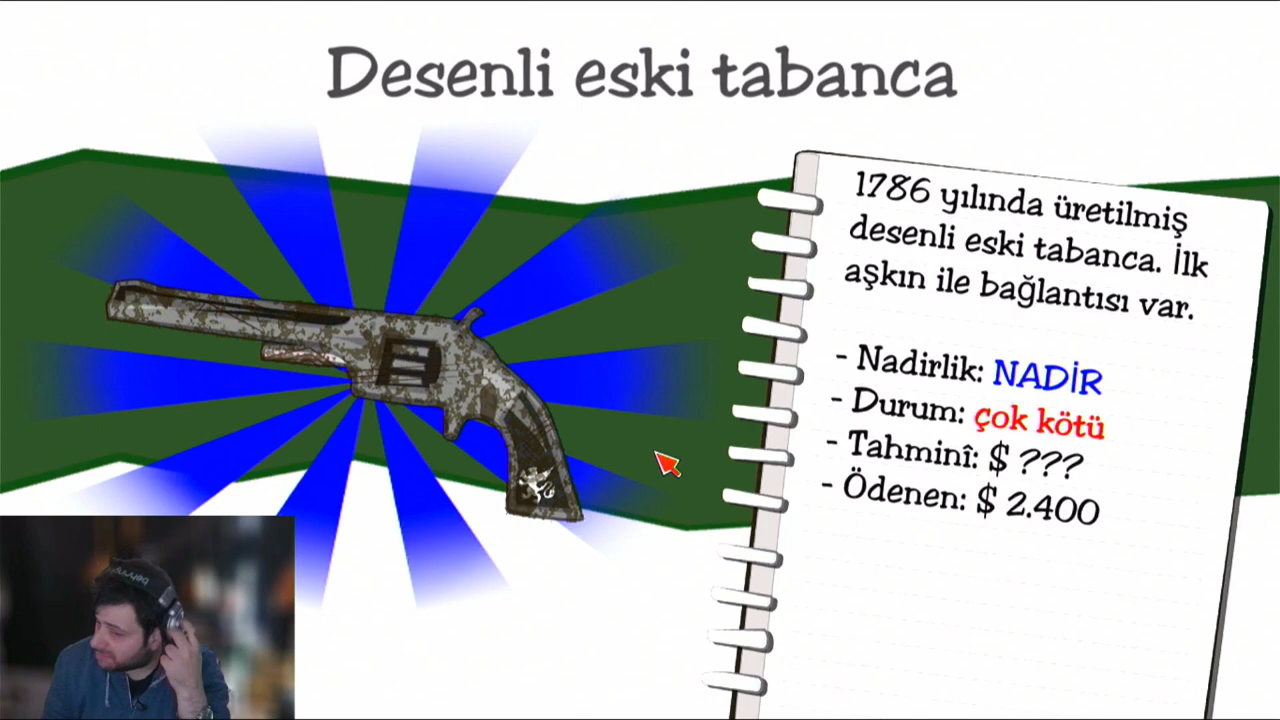 Desenli eski tabanca
1786 yılında üretilmiş
desenli eski tabanca. İlk
aşkın ile bağlantısı var.
- Nadirlik: NADİR
- Durum: çok kötü
- Tahminî: $ ???
- Ödenen: $ 2.400